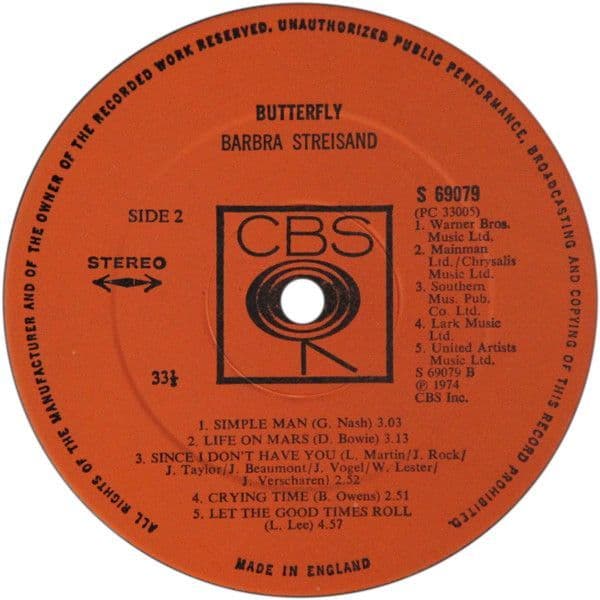 ALL RIGHTS OF THE MANUFACTURER AND OF THE OWNER OF THE RECORDED WORK RESERVED. UNAUTHORIZED PUBLIC PERFORMANCE, BROADCASTING AND COPYING OF THIS RECORD PROHIBITED.
BUTTERFLY
BARBRA STREISAND
SIDE 2
STEREO
33⅓
CBS
S 69079
(PC 33005)
1. Warner Bros.
Music Ltd.
2. Mainman
Ltd./Chrysalis
Music Ltd.
3. Southern
Mus. Pub.
Co. Ltd.
4. Lark Music
Ltd.
5. United Artists
Music Ltd.
S 69079 B
℗ 1974
CBS Inc.
1. SIMPLE MAN (G. Nash) 3.03
2. LIFE ON MARS (D. Bowie) 3.13
3. SINCE I DON'T HAVE YOU (L. Martin/J. Rock/
J. Taylor/J. Beaumont/J. Vogel/W. Lester/
J. Verscharen) 2.52
4. CRYING TIME (B. Owens) 2.51
5. LET THE GOOD TIMES ROLL
(L. Lee) 4.57
MADE IN ENGLAND